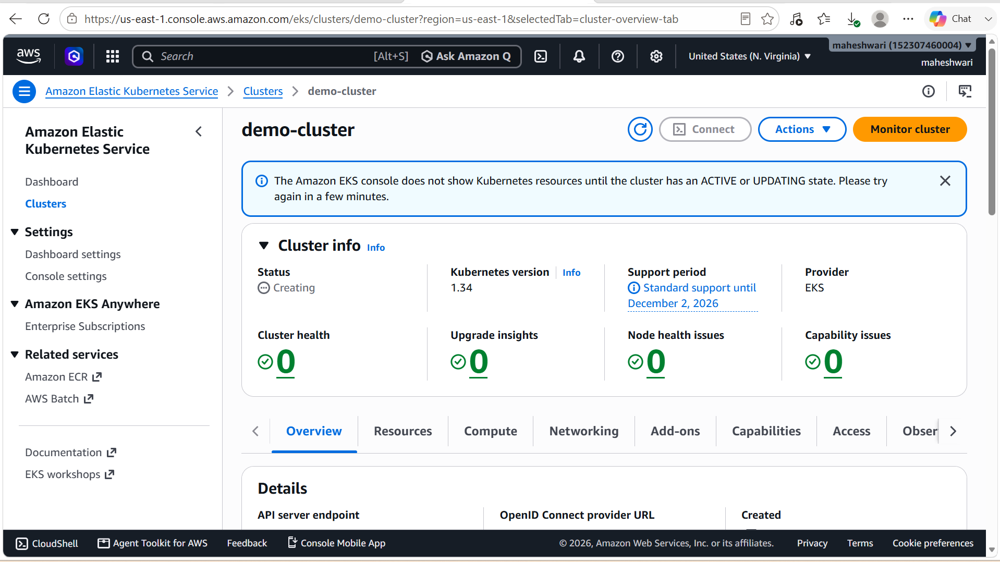 https://us-east-1.console.aws.amazon.com/eks/clusters/demo-cluster?region=us-east-1&selectedTab=cluster-overview-tab
Chat
aws
Search
[Alt+S]
Ask Amazon Q
United States (N. Virginia)
maheshwari (152307460004)
maheshwari
Amazon Elastic Kubernetes Service
Clusters
demo-cluster
Amazon Elastic
Kubernetes Service
Dashboard
Clusters
Settings
Dashboard settings
Console settings
Amazon EKS Anywhere
Enterprise Subscriptions
Related services
Amazon ECR
AWS Batch
Documentation
EKS workshops
demo-cluster
Connect
Actions
Monitor cluster
The Amazon EKS console does not show Kubernetes resources until the cluster has an ACTIVE or UPDATING state. Please try
again in a few minutes.
Cluster info Info
Status
Creating
Kubernetes version Info
1.34
Support period
Standard support until
December 2, 2026
Provider
EKS
Cluster health
0
Upgrade insights
0
Node health issues
0
Capability issues
0
Overview
Resources
Compute
Networking
Add-ons
Capabilities
Access
Obser
Details
API server endpoint
OpenID Connect provider URL
Created
CloudShell
Agent Toolkit for AWS
Feedback
Console Mobile App
© 2026, Amazon Web Services, Inc. or its affiliates.
Privacy
Terms
Cookie preferences